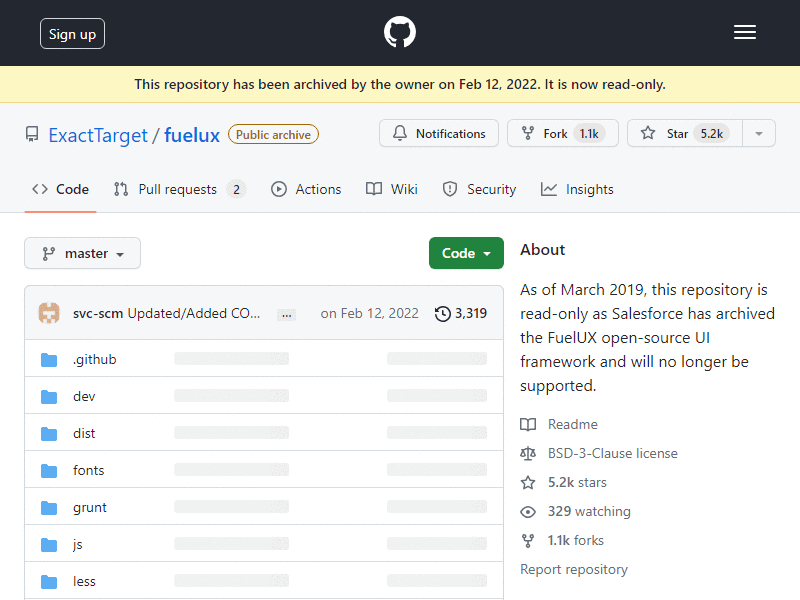 Sign up
This repository has been archived by the owner on Feb 12, 2022. It is now read-only.
ExactTarget / fuelux Public archive
Notifications Fork 1.1k Star 5.2k
Code Pull requests 2 Actions Wiki Security Insights
master Code
svc-scm Updated/Added CO... ... on Feb 12, 2022 3,319
.github
dev
dist
fonts
grunt
js
less
About
As of March 2019, this repository is
read-only as Salesforce has archived
the FuelUX open-source UI
framework and will no longer be
supported.
Readme
BSD-3-Clause license
5.2k stars
329 watching
1.1k forks
Report repository